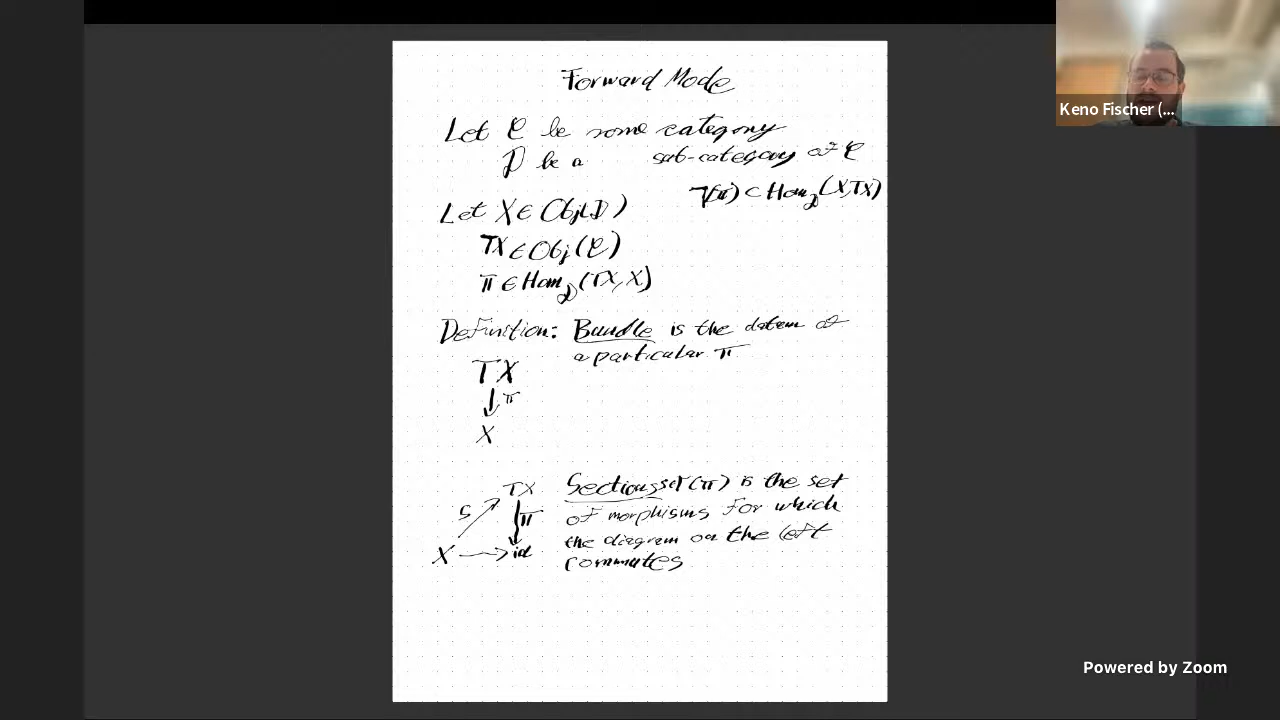 Forward Mode
Let C be some category
D be a sub-category of C
Γ(π) ⊂ Hom_D(X,TX)
Let X ∈ Obj(D)
TX ∈ Obj(C)
π ∈ Hom_D(TX, X)
Definition: Bundle is the datum of
a particular π
TX
↓ π
X
TX
S π
X → id
Sections set(π) is the set
of morphisms for which
the diagram on the left
commutes
Keno Fischer (...
Powered by Zoom